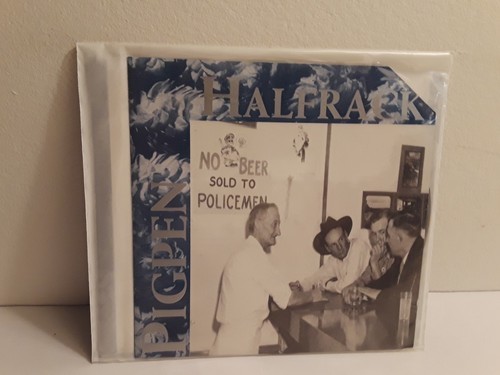 HALFRACK
PIGPEN
NO BEER
SOLD TO
POLICEMEN